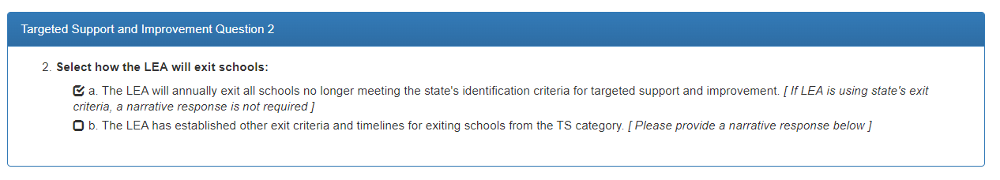 Targeted Support and Improvement Question 2
2. Select how the LEA will exit schools:
a. The LEA will annually exit all schools no longer meeting the state's identification criteria for targeted support and improvement. [ If LEA is using state's exit
criteria, a narrative response is not required ]
b. The LEA has established other exit criteria and timelines for exiting schools from the TS category. [ Please provide a narrative response below ]